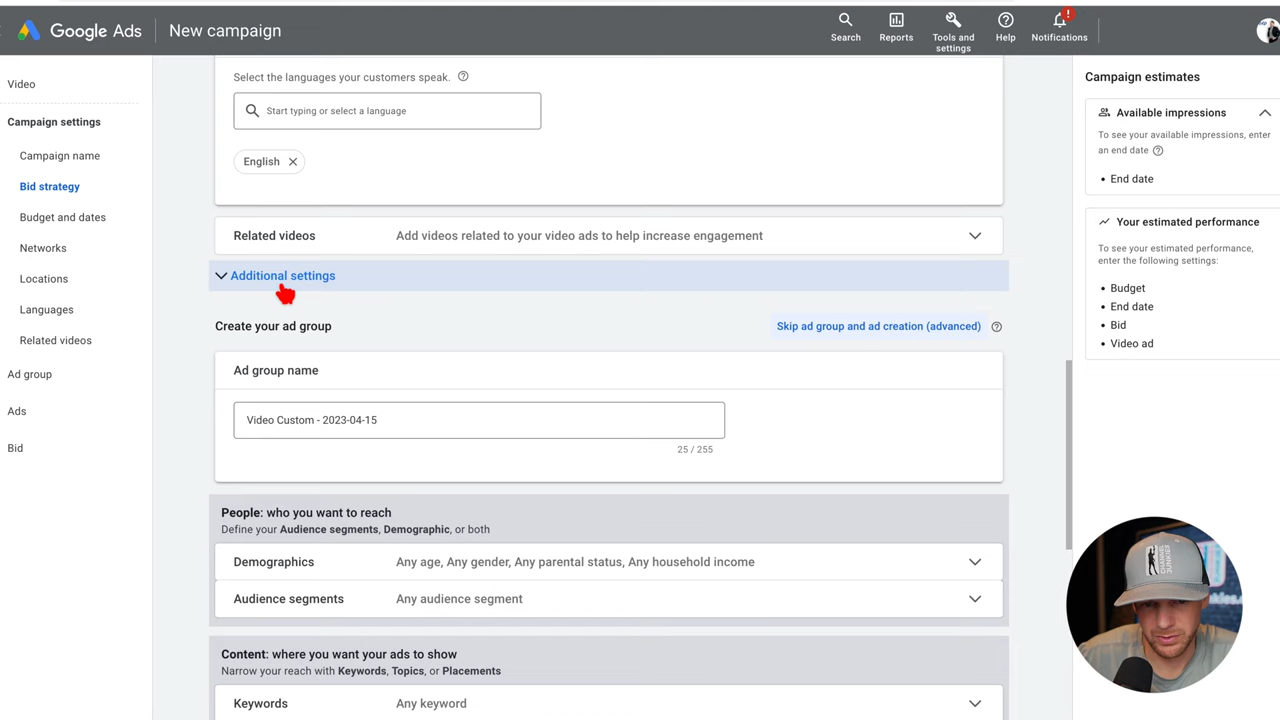 Google Ads
New campaign
Search
Reports
Tools and
settings
Help
!
Notifications
Video
Campaign settings
Campaign name
Bid strategy
Budget and dates
Networks
Locations
Languages
Related videos
Ad group
Ads
Bid
Select the languages your customers speak.
Start typing or select a language
English
Related videos
Add videos related to your video ads to help increase engagement
Additional settings
Create your ad group
Skip ad group and ad creation (advanced)
Ad group name
Video Custom - 2023-04-15
25 / 255
People: who you want to reach
Define your Audience segments, Demographic, or both
Demographics
Any age, Any gender, Any parental status, Any household income
Audience segments
Any audience segment
Content: where you want your ads to show
Narrow your reach with Keywords, Topics, or Placements
Keywords
Any keyword
Campaign estimates
Available impressions
To see your available impressions, enter
an end date
• End date
Your estimated performance
To see your estimated performance,
enter the following settings:
• Budget
• End date
• Bid
• Video ad
CHANNEL
JUNKIES